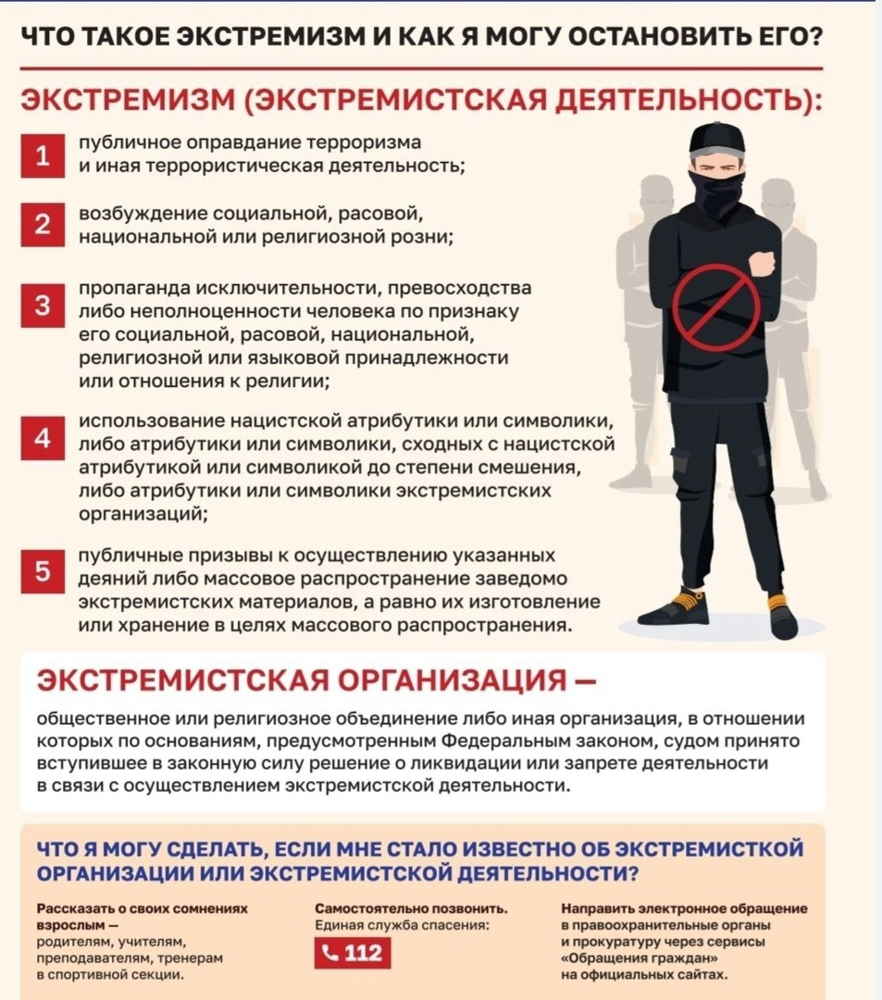 ЧТО ТАКОЕ ЭКСТРЕМИЗМ И КАК Я МОГУ ОСТАНОВИТЬ ЕГО?
ЭКСТРЕМИЗМ (ЭКСТРЕМИСТСКАЯ ДЕЯТЕЛЬНОСТЬ):
1
публичное оправдание терроризма
и иная террористическая деятельность;
2
возбуждение социальной, расовой,
национальной или религиозной розни;
3
пропаганда исключительности, превосходства
либо неполноценности человека по признаку
его социальной, расовой, национальной,
религиозной или языковой принадлежности
или отношения к религии;
4
использование нацистской атрибутики или символики,
либо атрибутики или символики, сходных с нацистской
атрибутикой или символикой до степени смешения,
либо атрибутики или символики экстремистских
организаций;
5
публичные призывы к осуществлению указанных
деяний либо массовое распространение заведомо
экстремистских материалов, а равно их изготовление
или хранение в целях массового распространения.
ЭКСТРЕМИСТСКАЯ ОРГАНИЗАЦИЯ —
общественное или религиозное объединение либо иная организация, в отношении
которых по основаниям, предусмотренным Федеральным законом, судом принято
вступившее в законную силу решение о ликвидации или запрете деятельности
в связи с осуществлением экстремистской деятельности.
ЧТО Я МОГУ СДЕЛАТЬ, ЕСЛИ МНЕ СТАЛО ИЗВЕСТНО ОБ ЭКСТРЕМИСТКОЙ
ОРГАНИЗАЦИИ ИЛИ ЭКСТРЕМИСТСКОЙ ДЕЯТЕЛЬНОСТИ?
Рассказать о своих сомнениях
взрослым —
родителям, учителям,
преподавателям, тренерам
в спортивной секции.
Самостоятельно позвонить.
Единая служба спасения:
112
Направить электронное обращение
в правоохранительные органы
и прокуратуру через сервисы
«Обращения граждан»
на официальных сайтах.